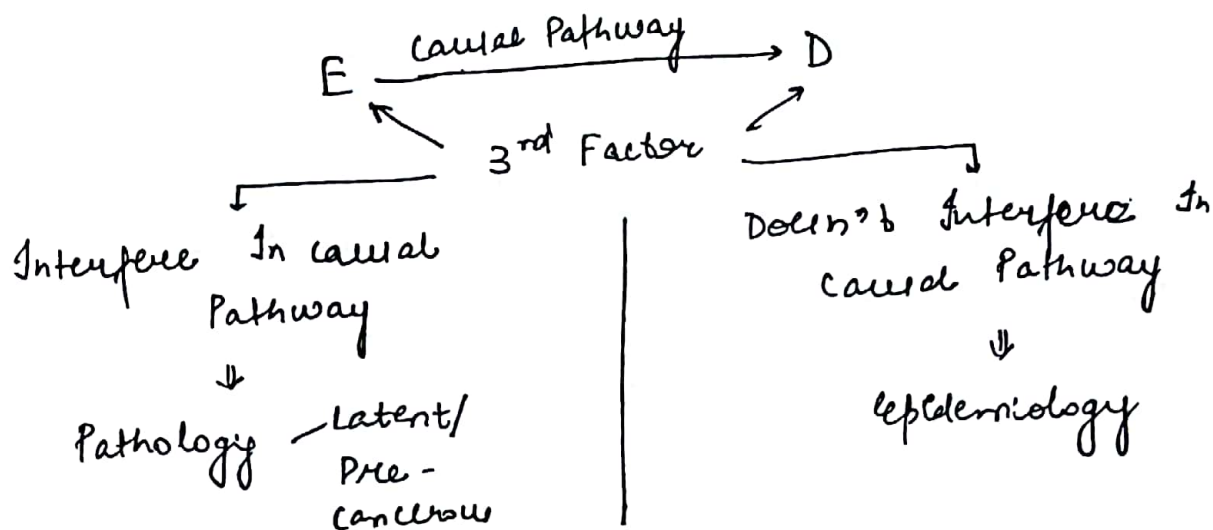 Causal Pathway
E D
3rd Factor
Interfere In causal
Pathway
Pathology
Latent/
Pre-
cancerous
Doesn't Interfere In
causal Pathway
Epidemiology